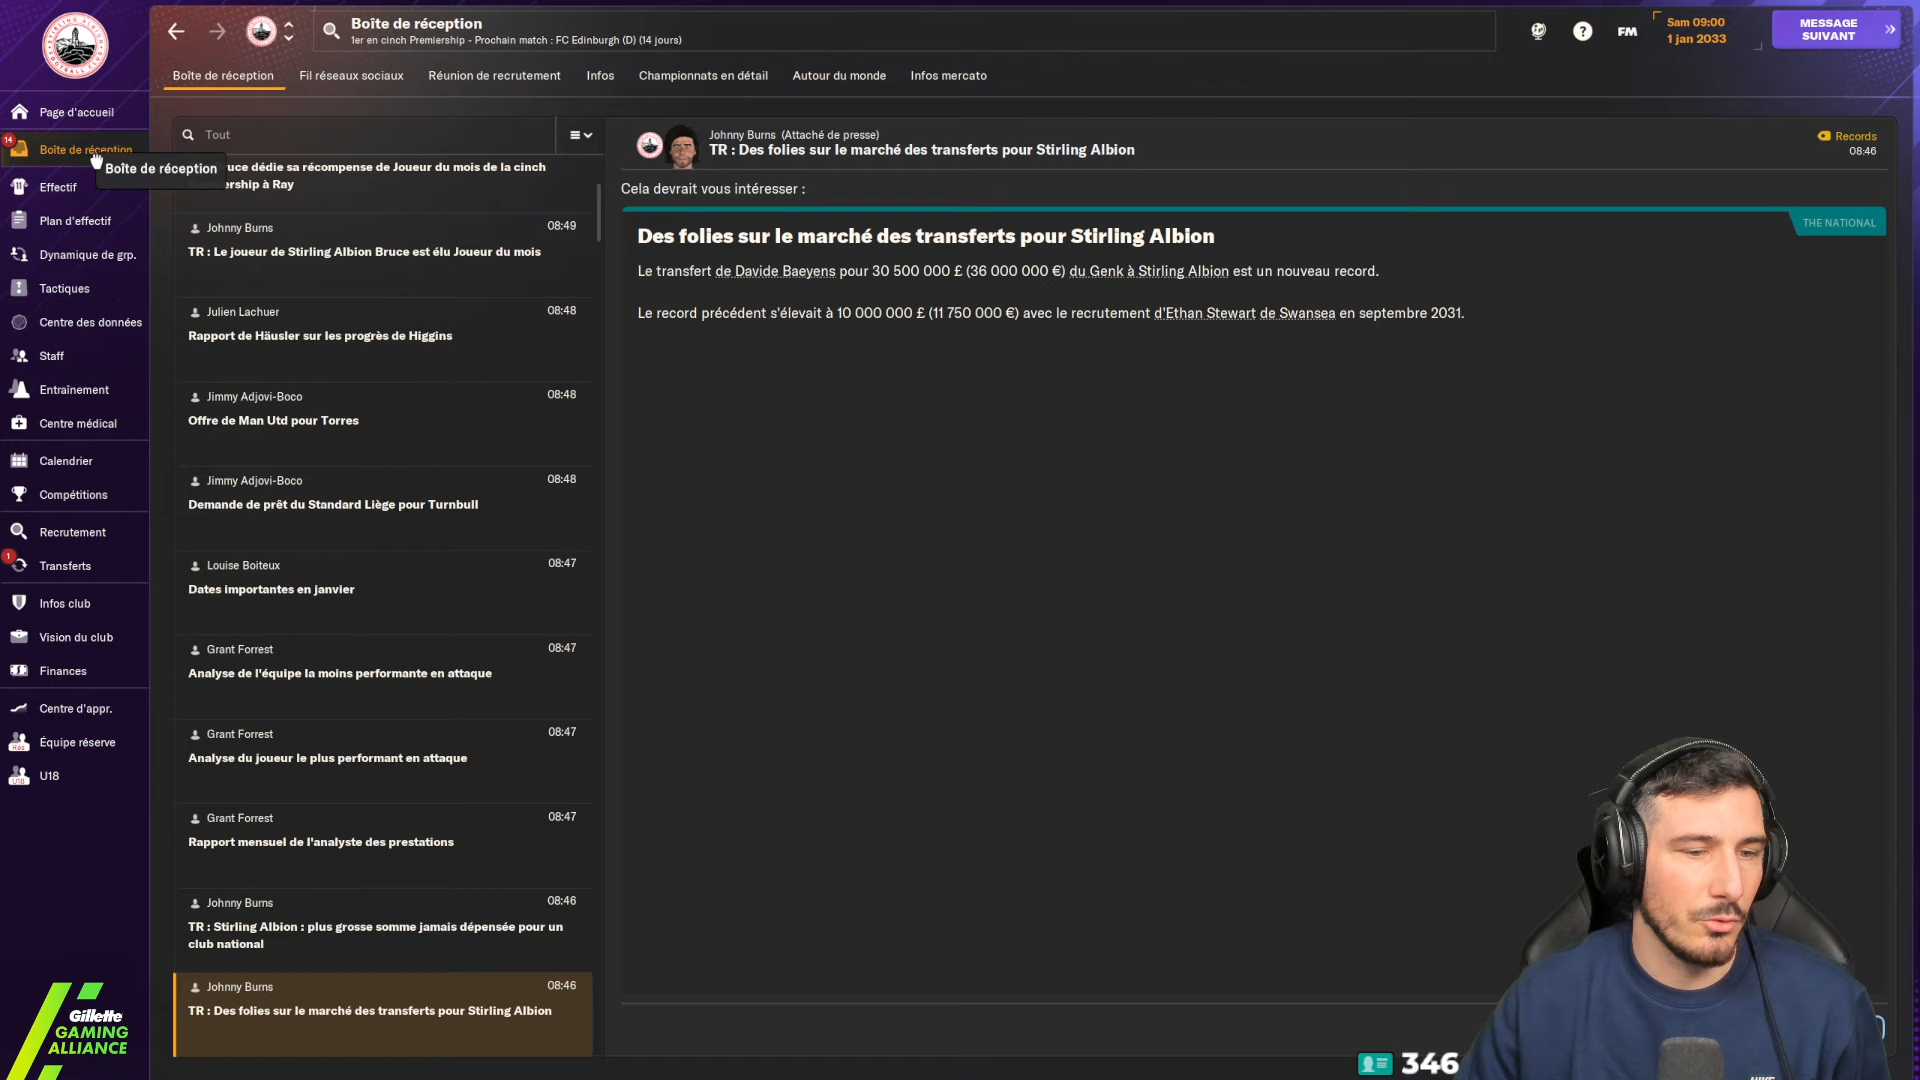 Boîte de réception
1er en cinch Premiership - Prochain match : FC Edinburgh (D) (14 jours)
FM
Sam 09:00
1 jan 2033
MESSAGE
SUIVANT
Boîte de réception
Fil réseaux sociaux
Réunion de recrutement
Infos
Championnats en détail
Autour du monde
Infos mercato
Page d'accueil
14
Boîte de réception
Boîte de réception
Effectif
Plan d'effectif
Dynamique de grp.
Tactiques
Centre des données
Staff
Entraînement
Centre médical
Calendrier
Compétitions
Recrutement
1
Transferts
Infos club
Vision du club
Finances
Centre d'appr.
Équipe réserve
U18
Gillette
GAMING
ALLIANCE
Tout
uce dédie sa récompense de Joueur du mois de la cinch
ership à Ray
Johnny Burns 08:49
TR : Le joueur de Stirling Albion Bruce est élu Joueur du mois
Julien Lachuer 08:48
Rapport de Häusler sur les progrès de Higgins
Jimmy Adjovi-Boco 08:48
Offre de Man Utd pour Torres
Jimmy Adjovi-Boco 08:48
Demande de prêt du Standard Liège pour Turnbull
Louise Boiteux 08:47
Dates importantes en janvier
Grant Forrest 08:47
Analyse de l'équipe la moins performante en attaque
Grant Forrest 08:47
Analyse du joueur le plus performant en attaque
Grant Forrest 08:47
Rapport mensuel de l'analyste des prestations
Johnny Burns 08:46
TR : Stirling Albion : plus grosse somme jamais dépensée pour un
club national
Johnny Burns 08:46
TR : Des folies sur le marché des transferts pour Stirling Albion
Johnny Burns (Attaché de presse)
TR : Des folies sur le marché des transferts pour Stirling Albion
Records
08:46
Cela devrait vous intéresser :
THE NATIONAL
Des folies sur le marché des transferts pour Stirling Albion
Le transfert de Davide Baeyens pour 30 500 000 £ (36 000 000 €) du Genk à Stirling Albion est un nouveau record.
Le record précédent s'élevait à 10 000 000 £ (11 750 000 €) avec le recrutement d'Ethan Stewart de Swansea en septembre 2031.
346